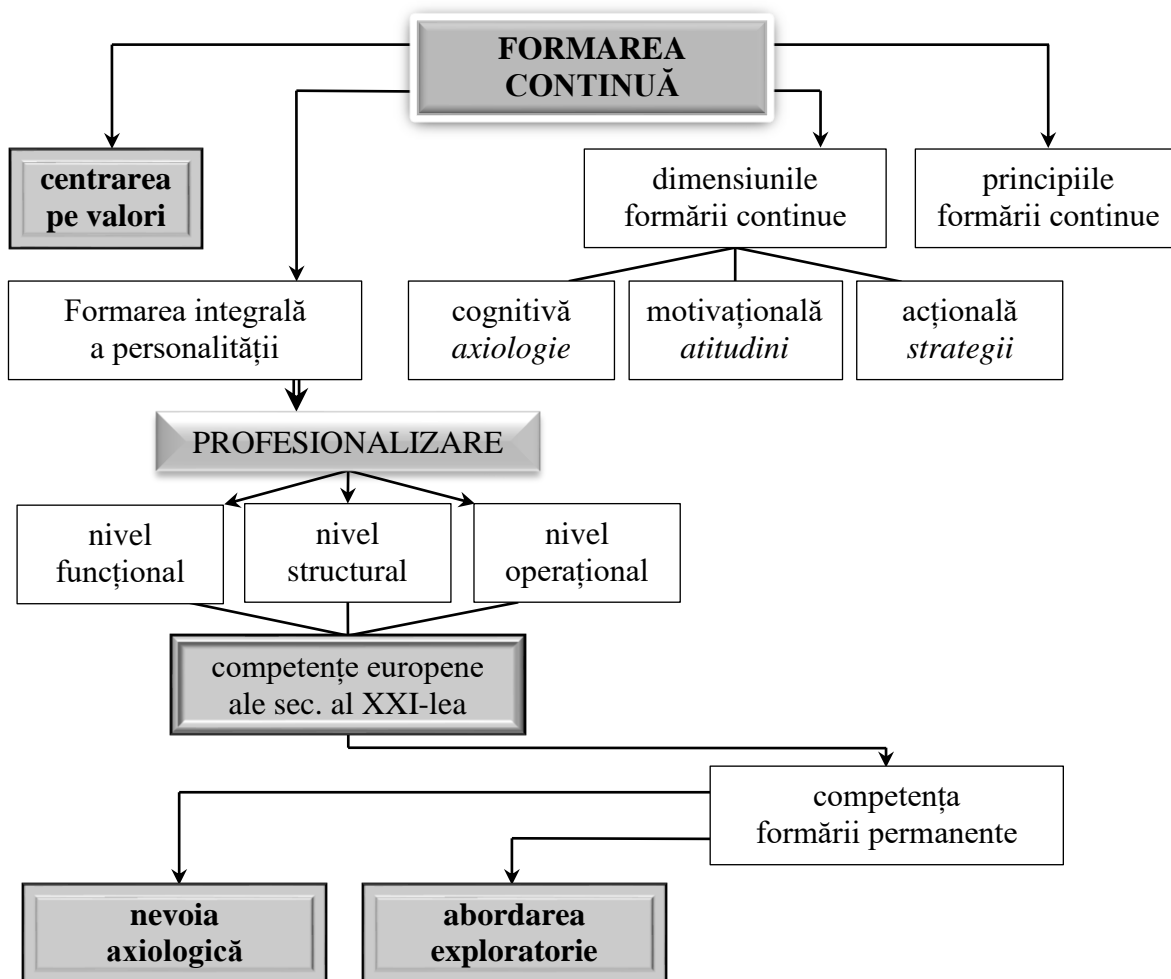 FORMAREA
CONTINUĂ
centrarea
pe valori
dimensiunile
formării continue
principiile
formării continue
Formarea integrală
a personalității
cognitivă
axiologie
motivațională
atitudini
acțională
strategii
PROFESIONALIZARE
nivel
funcțional
nivel
structural
nivel
operațional
competențe europene
ale sec. al XXI-lea
competența
formării permanente
nevoia
axiologică
abordarea
exploratorie